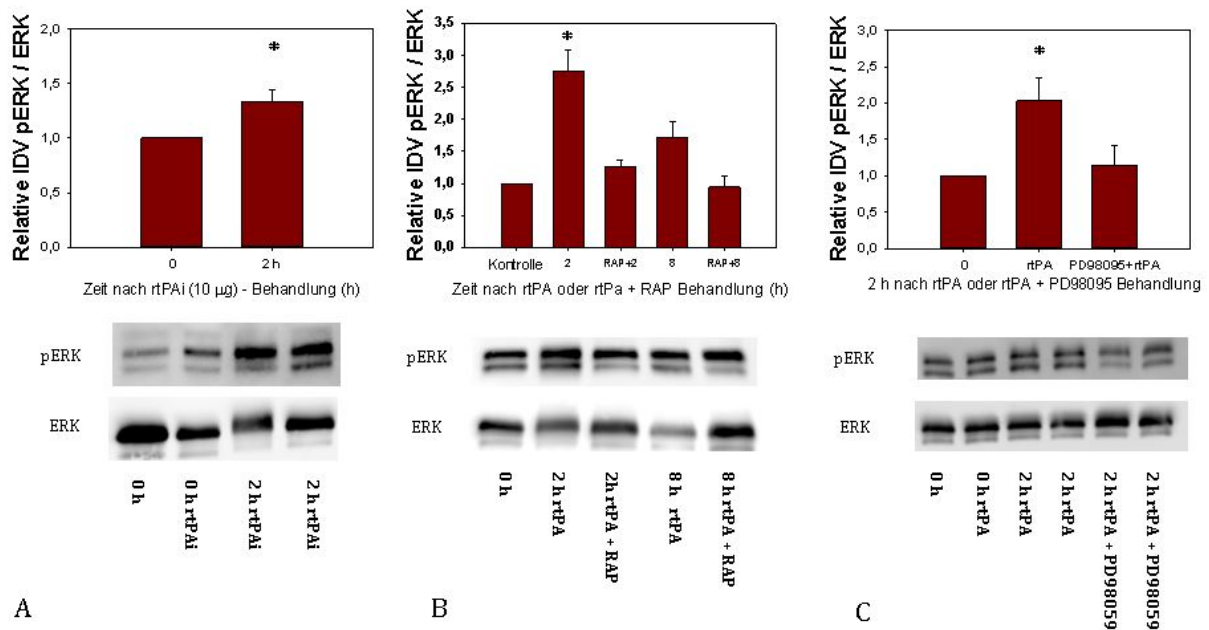 Relative IDV pERK / ERK
2,0
1,5
1,0
0,5
0,0
*
0
2 h
Zeit nach rtPAi (10 µg) - Behandlung (h)
pERK
ERK
0 h
0 h rtPAi
2 h rtPAi
2 h rtPAi
A
Relative IDV pERK / ERK
3,5
3,0
2,5
2,0
1,5
1,0
0,5
0,0
*
Kontrolle
2
RAP+2
8
RAP+8
Zeit nach rtPA oder rtPa + RAP Behandlung (h)
pERK
ERK
0 h
2 h rtPA
2h rtPA + RAP
8 h rtPA
8 h rtPA + RAP
B
Relative IDV pERK / ERK
3,0
2,5
2,0
1,5
1,0
0,5
0,0
*
0
rtPA
PD98095+rtPA
2 h nach rtPA oder rtPA + PD98095 Behandlung
pERK
ERK
0 h
0 h rtPA
2 h rtPA
2 h rtPA
2 h rtPA + PD98059
2 h rtPA + PD98059
C